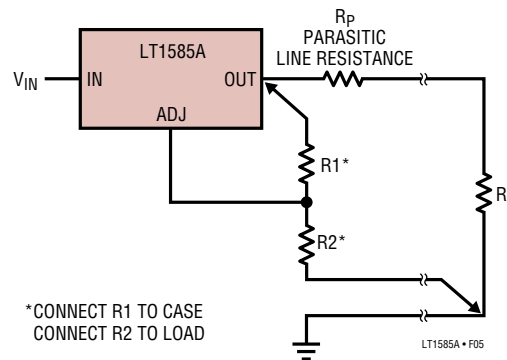 RP
PARASITIC
LINE RESISTANCE
LT1585A
VIN
IN
OUT
ADJ
R1*
R
R2*
*CONNECT R1 TO CASE
CONNECT R2 TO LOAD
LT1585A • F05